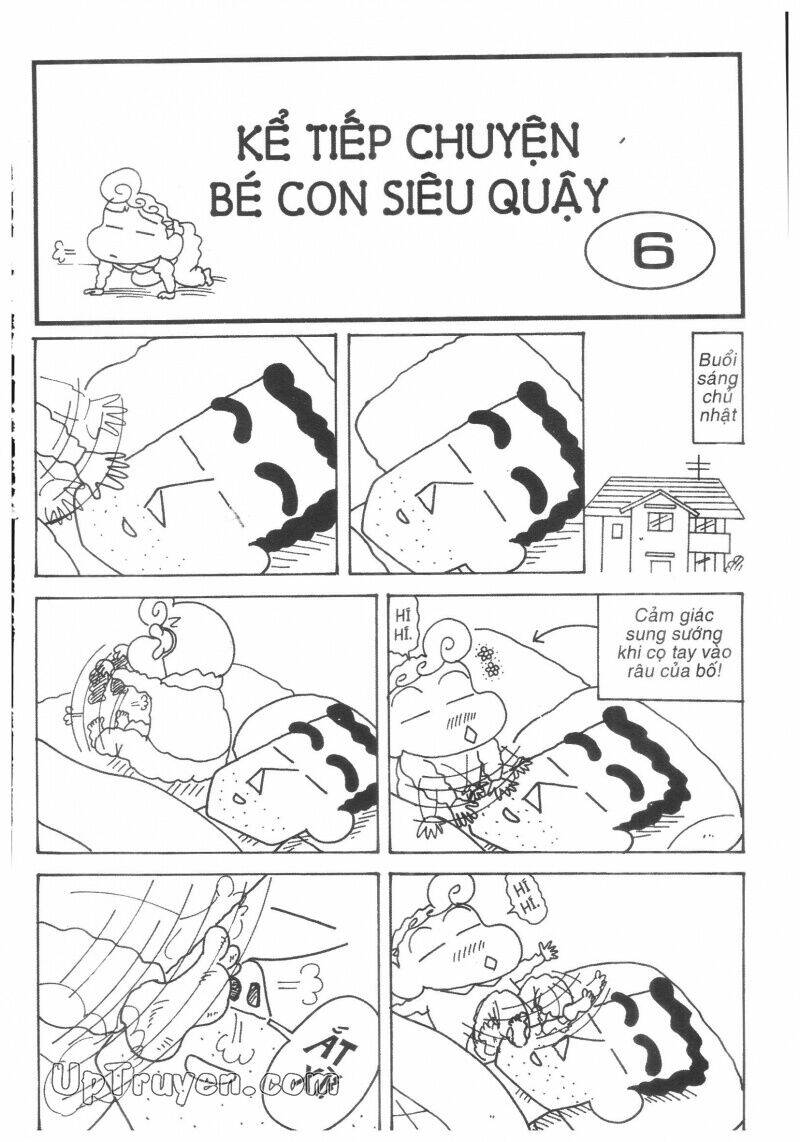 KỂ TIẾP CHUYỆN
BÉ CON SIÊU QUẬY
6
Buổi
sáng
chủ
nhật
Cảm giác
sung sướng
khi cọ tay vào
râu của bố!
HÍ
HÍ.
HÍ
HÍ.
ẮT
UpTruyen.com